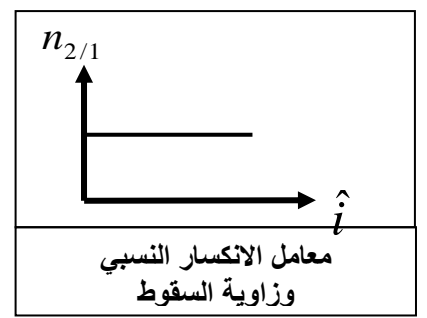 n₂/₁
î
معامل الانكسار النسبي
وزاوية السقوط